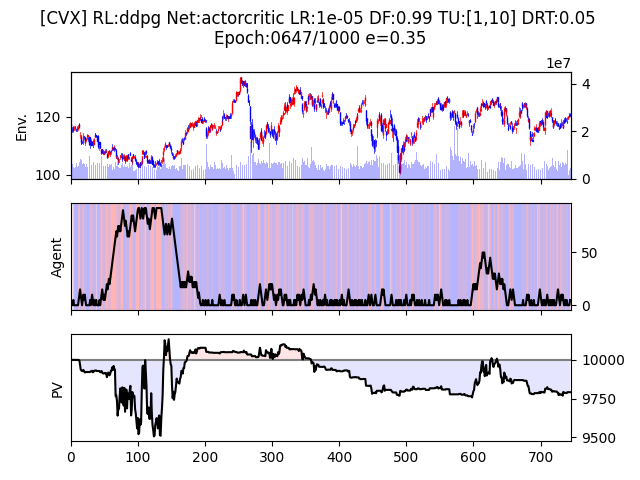 [CVX] RL:ddpg Net:actorcritic LR:1e-05 DF:0.99 TU:[1,10] DRT:0.05
Epoch:0647/1000 e=0.35
1e7
Env.
120
100
4
2
0
Agent
50
0
PV
10000
9750
9500
0 100 200 300 400 500 600 700